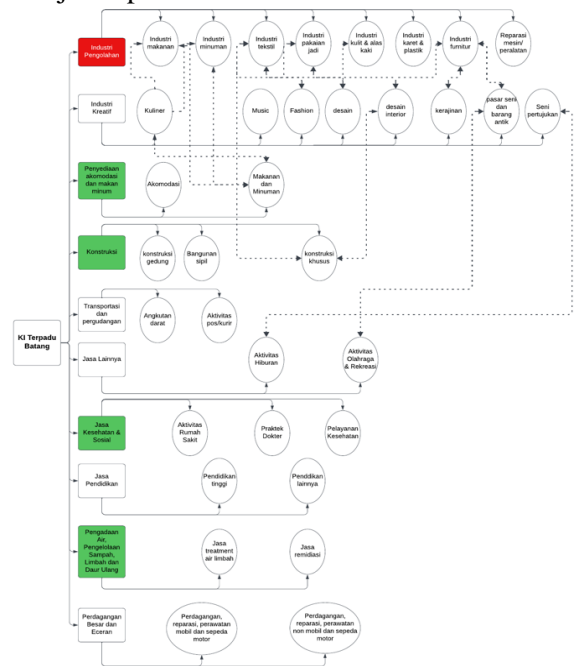 Industri
Pengolahan
Industri
makanan
Industri
minuman
Industri
tekstil
Industri
pakaian
jadi
Industri
kulit & alas
kaki
Industri
karet &
plastik
Industri
furnitur
Reparasi
mesin/
peralatan
Industri
Kreatif
Kuliner
Music
Fashion
desain
desain
interior
kerajinan
pasar seni
dan
barang
antik
Seni
pertujukan
Penyediaan
akomodasi
dan makan
minum
Akomodasi
Makanan
dan
Minuman
Konstruksi
konstruksi
gedung
Bangunan
sipil
konstruksi
khusus
Transportasi
dan
pergudangan
Angkutan
darat
Aktivitas
pos/kurir
KI Terpadu
Batang
Jasa Lainnya
Aktivitas
Hiburan
Aktivitas
Olahraga
& Rekreasi
Jasa
Kesehatan &
Sosial
Aktivitas
Rumah
Sakit
Praktek
Dokter
Pelayanan
Kesehatan
Jasa
Pendidikan
Pendidikan
tinggi
Penddikan
lainnya
Pengadaan
Air,
Pengelolaan
Sampah,
Limbah dan
Daur Ulang
Jasa
treatment
air limbah
Jasa
remidiasi
Perdagangan
Besar dan
Eceran
Perdagangan,
reparasi, perawatan
mobil dan sepeda
motor
Perdagangan,
reparasi, perawatan
non mobil dan sepeda
motor